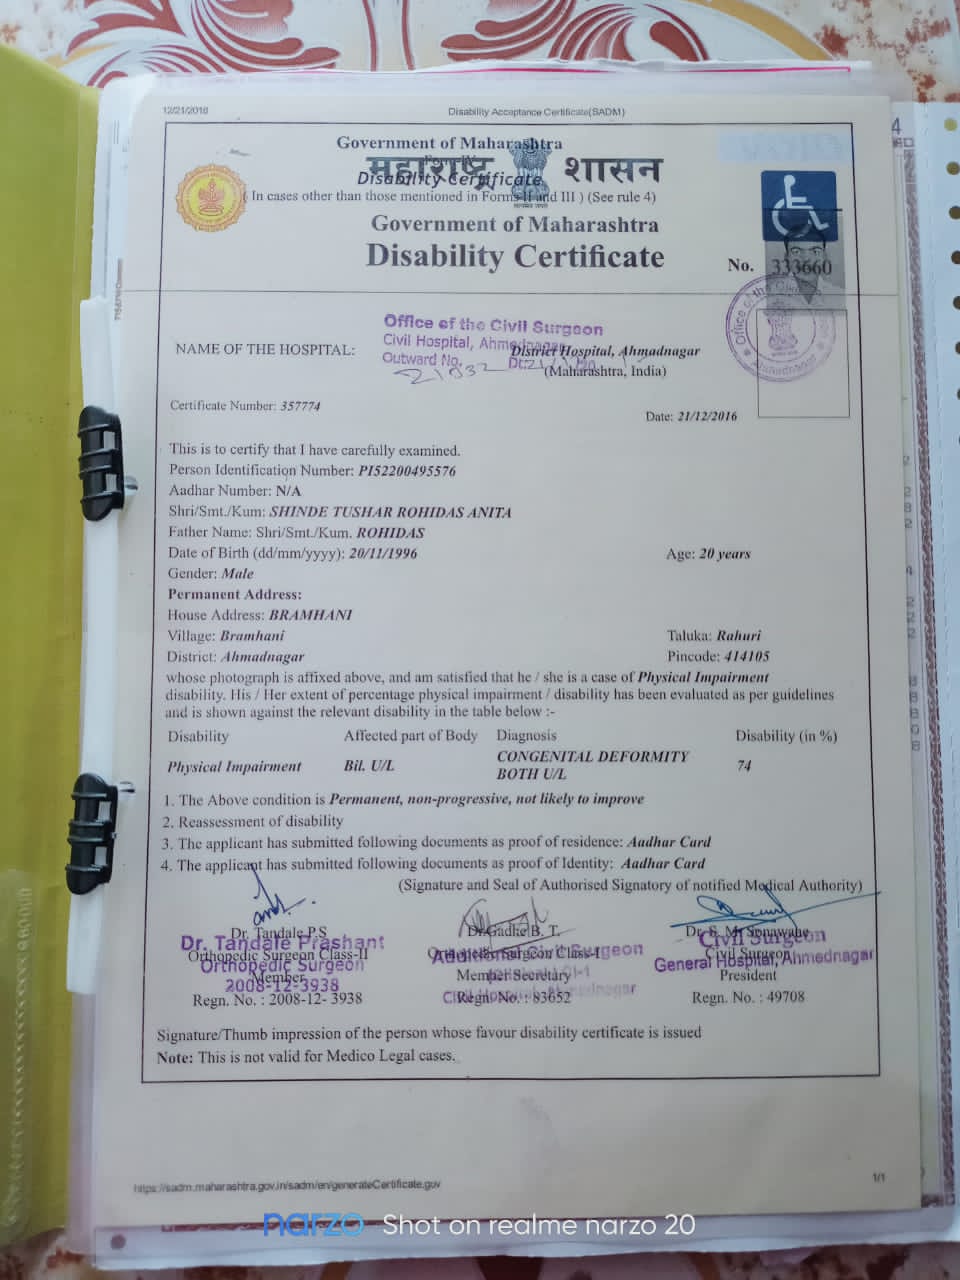 12/21/2016 Disability Acceptance Certificate(SADM)
Government of Maharashtra
महाराष्ट्र शासन
Disability Certificate
( In cases other than those mentioned in Forms II and III ) (See rule 4)
Government of Maharashtra
Disability Certificate
No. 333660
Office of the Civil Surgeon
Civil Hospital, Ahmednagar
Outward No. 
NAME OF THE HOSPITAL: District Hospital, Ahmadnagar
(Maharashtra, India)
Office of the
Ahmednagar
Certificate Number: 357774
Date: 21/12/2016
This is to certify that I have carefully examined.
Person Identification Number: PI52200495576
Aadhar Number: N/A
Shri/Smt./Kum: SHINDE TUSHAR ROHIDAS ANITA
Father Name: Shri/Smt./Kum. ROHIDAS
Date of Birth (dd/mm/yyyy): 20/11/1996 Age: 20 years
Gender: Male
Permanent Address:
House Address: BRAMHANI
Village: Bramhani Taluka: Rahuri
District: Ahmadnagar Pincode: 414105
whose photograph is affixed above, and am satisfied that he / she is a case of Physical Impairment
disability. His / Her extent of percentage physical impairment / disability has been evaluated as per guidelines
and is shown against the relevant disability in the table below :-
Disability Affected part of Body Diagnosis Disability (in %)
Physical Impairment Bil. U/L CONGENITAL DEFORMITY BOTH U/L 74
1. The Above condition is Permanent, non-progressive, not likely to improve
2. Reassessment of disability
3. The applicant has submitted following documents as proof of residence: Aadhar Card
4. The applicant has submitted following documents as proof of Identity: Aadhar Card
(Signature and Seal of Authorised Signatory of notified Medical Authority)
Dr. Tandale P.S Dr.Gadhe B. T. Dr. S. M. Sonawahe
Dr. Tandale Prashant Civil Surgeon
Orthopedic Surgeon Class-II Surgeon Class-I Civil Surgeon
Orthopedic Surgeon Additional Civil Surgeon General Hospital, Ahmednagar
Member Member Secretary President
2008-12-3938 Civil Hospital, Ahmednagar
Regn. No. : 2008-12- 3938 Regn. No. : 83652 Regn. No. : 49708
Signature/Thumb impression of the person whose favour disability certificate is issued
Note: This is not valid for Medico Legal cases.
https://sadm.maharashtra.gov.in/sadm/en/generateCertificate.gov 1/1
narzo Shot on realme narzo 20